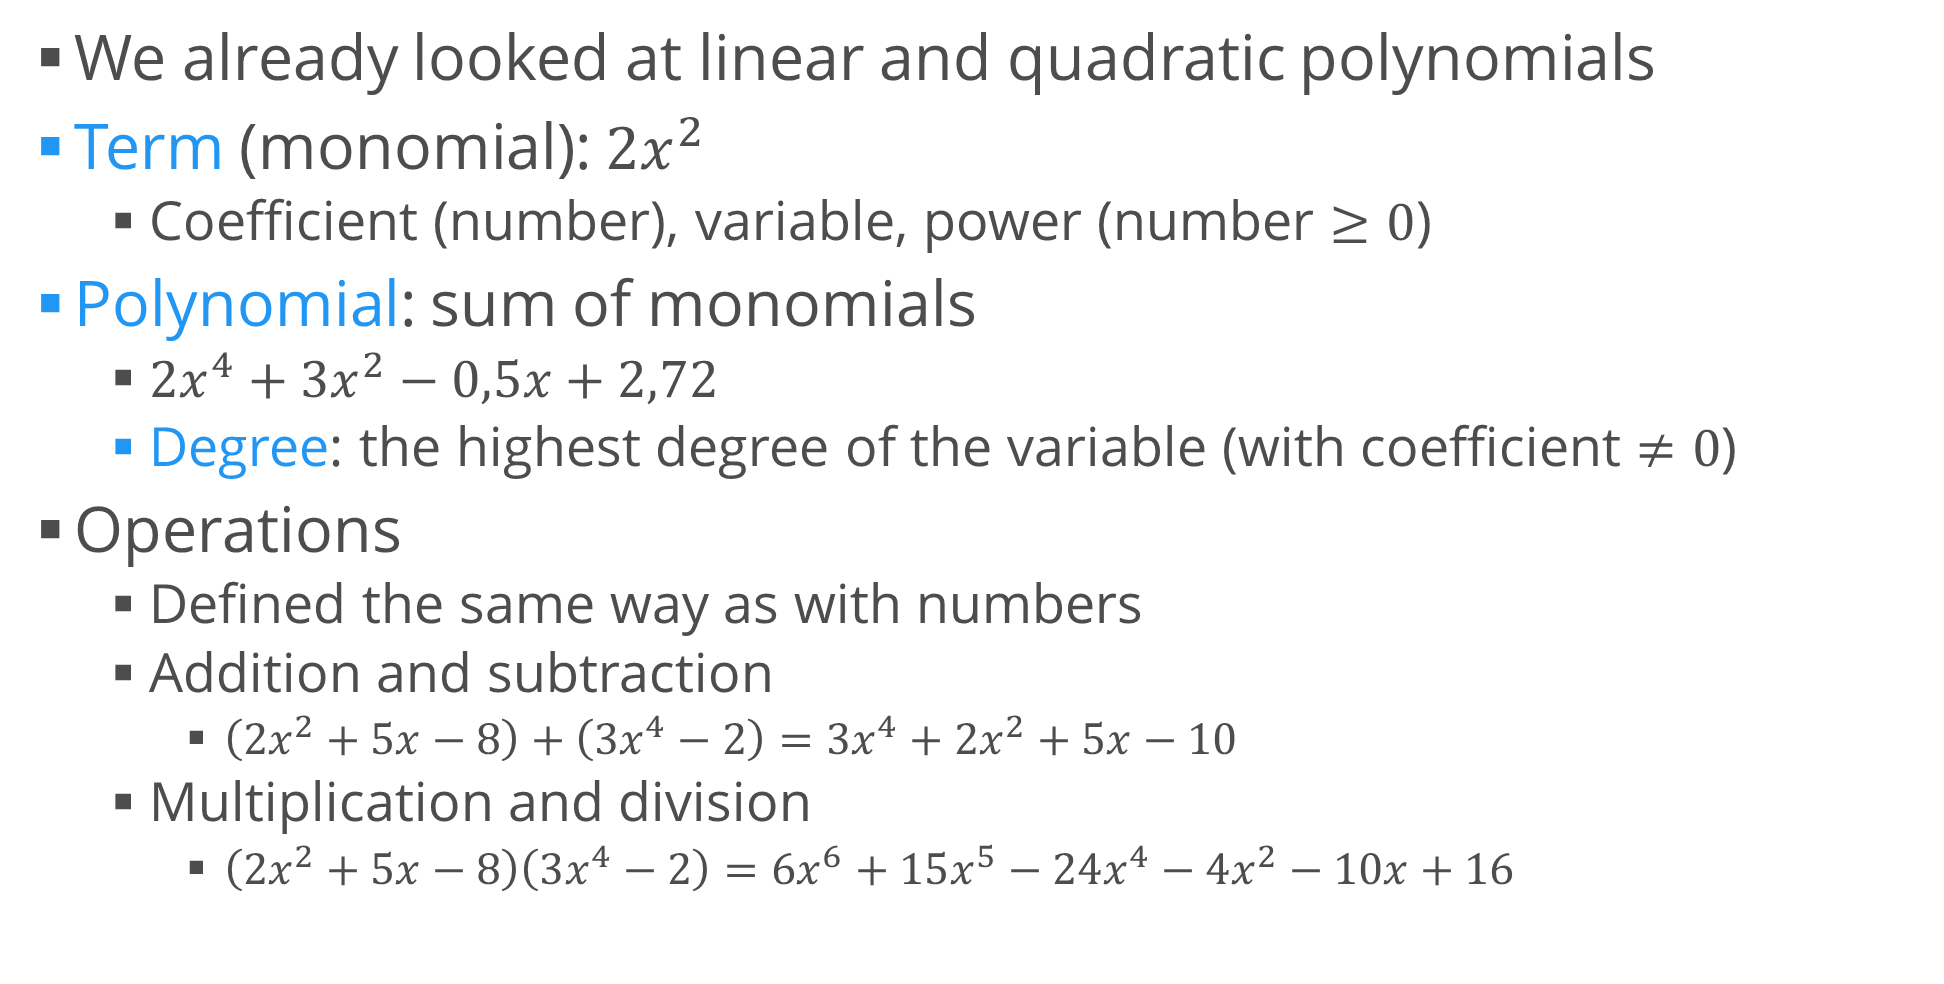 ▪ We already looked at linear and quadratic polynomials
▪ Term (monomial): 2x²
▪ Coefficient (number), variable, power (number ≥ 0)
▪ Polynomial: sum of monomials
▪ 2x⁴ + 3x² − 0,5x + 2,72
▪ Degree: the highest degree of the variable (with coefficient ≠ 0)
▪ Operations
▪ Defined the same way as with numbers
▪ Addition and subtraction
▪ (2x² + 5x − 8) + (3x⁴ − 2) = 3x⁴ + 2x² + 5x − 10
▪ Multiplication and division
▪ (2x² + 5x − 8)(3x⁴ − 2) = 6x⁶ + 15x⁵ − 24x⁴ − 4x² − 10x + 16